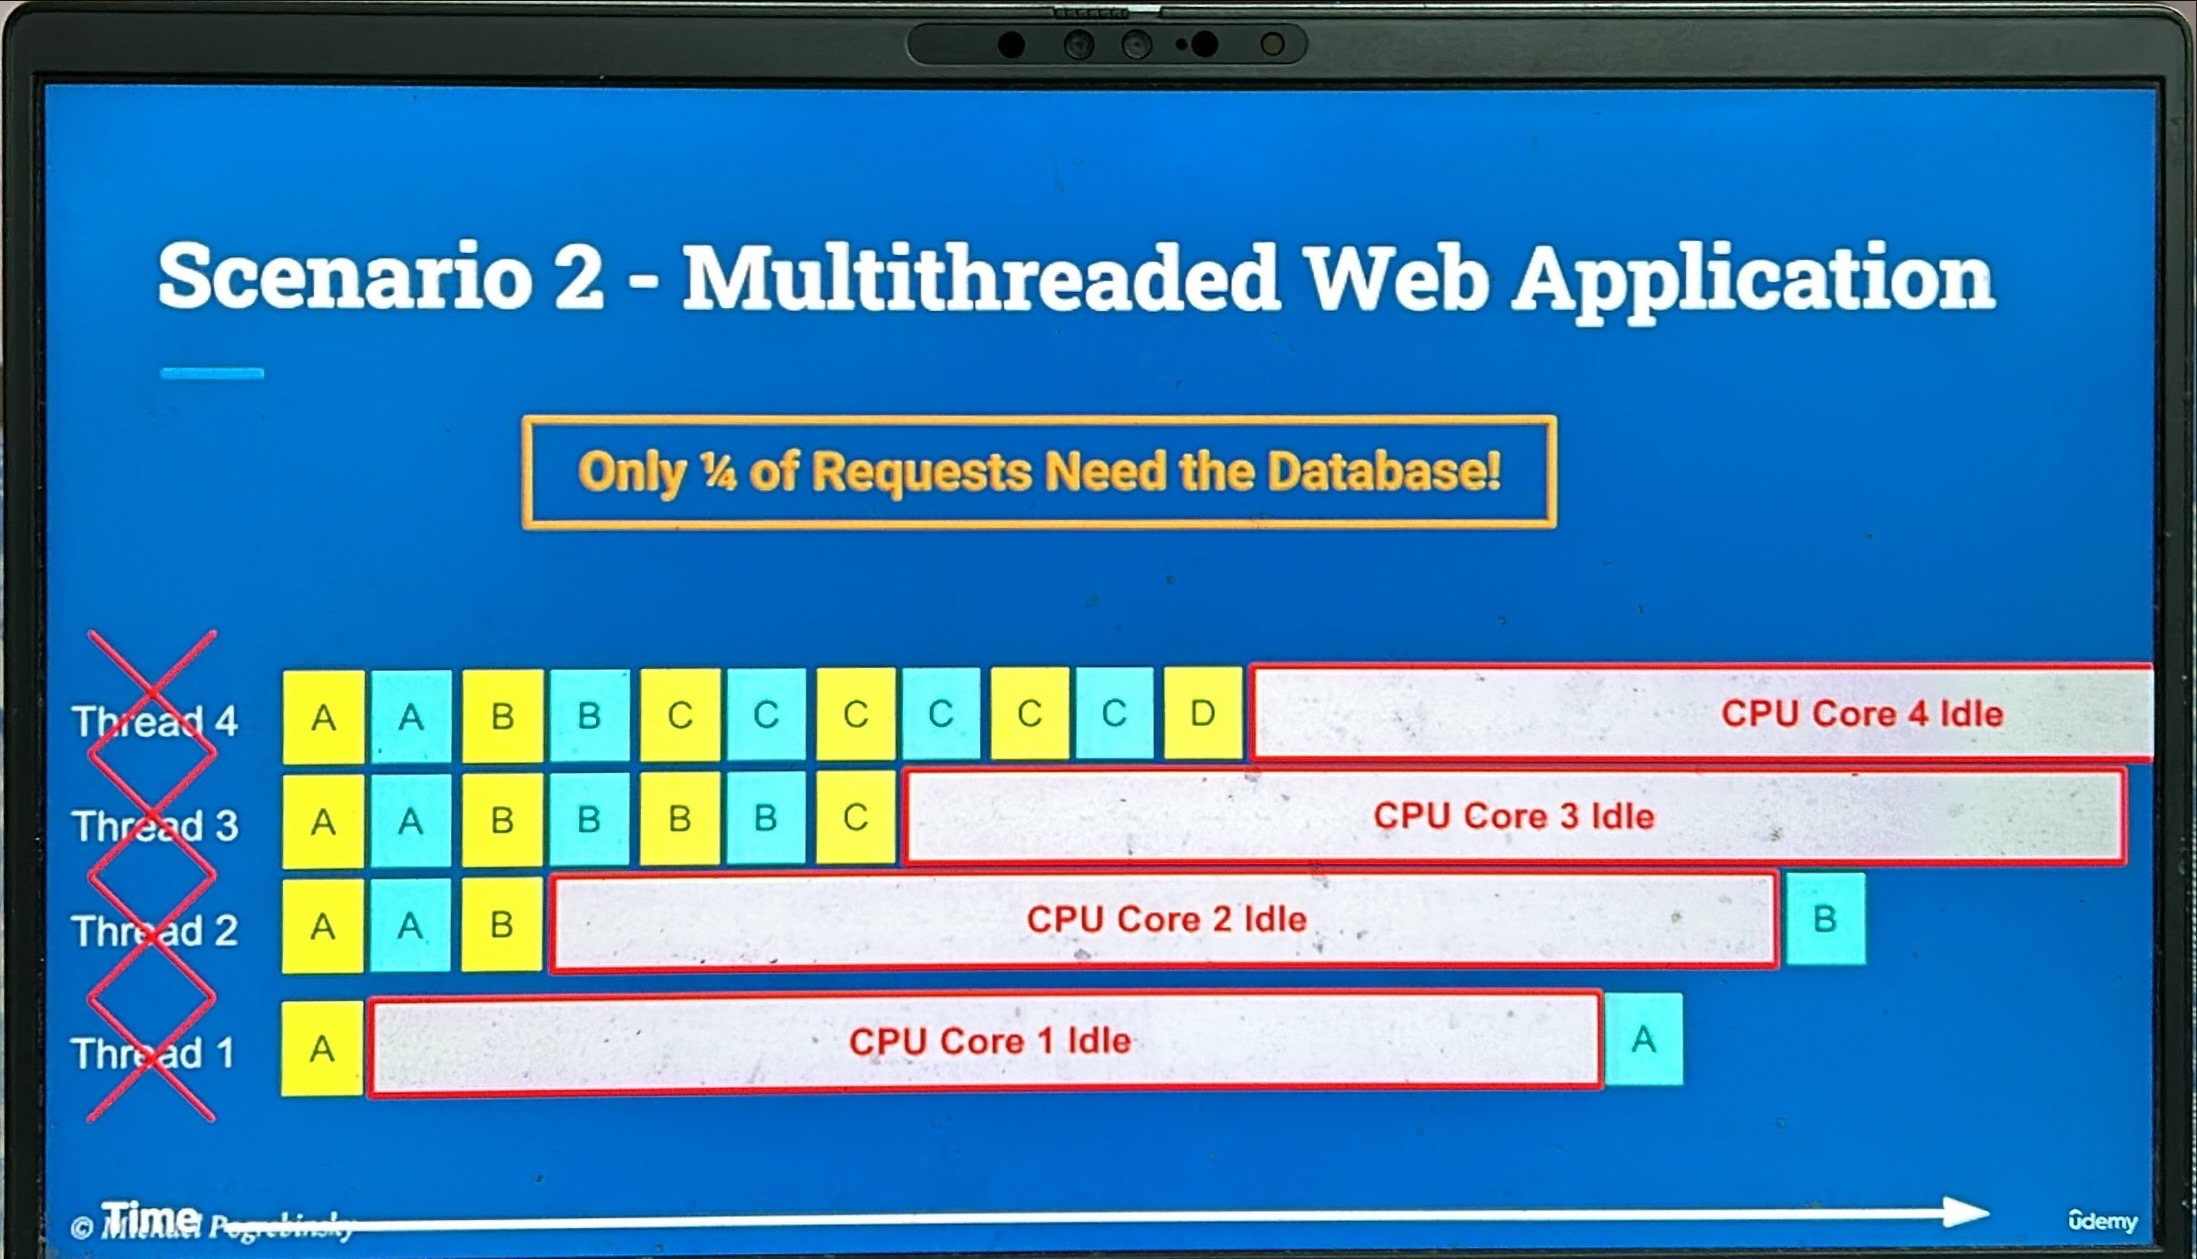 Scenario 2 - Multithreaded Web Application
Only ¼ of Requests Need the Database!
Thread 4 A A B B C C C C C C D CPU Core 4 Idle
Thread 3 A A B B B B C CPU Core 3 Idle
Thread 2 A A B CPU Core 2 Idle B
Thread 1 A CPU Core 1 Idle A
Time
© Michael Pogrebinsky
ûdemy